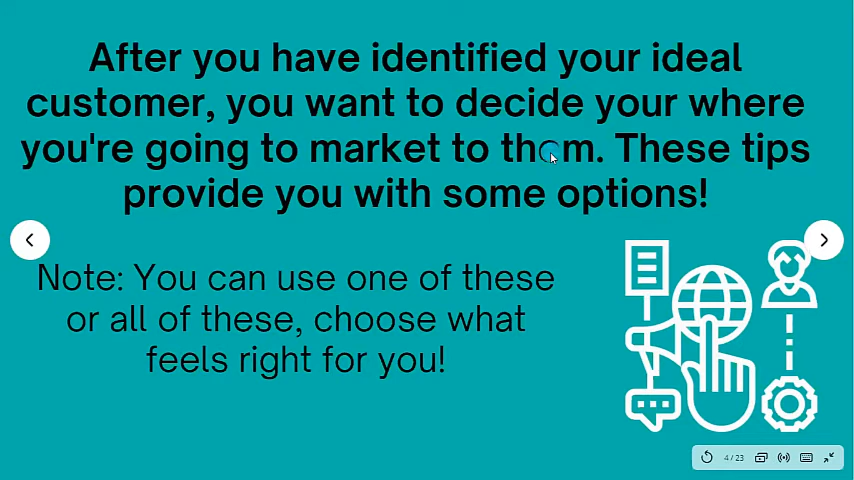 After you have identified your ideal
customer, you want to decide your where
you're going to market to them. These tips
provide you with some options!
Note: You can use one of these
or all of these, choose what
feels right for you!
4 / 23